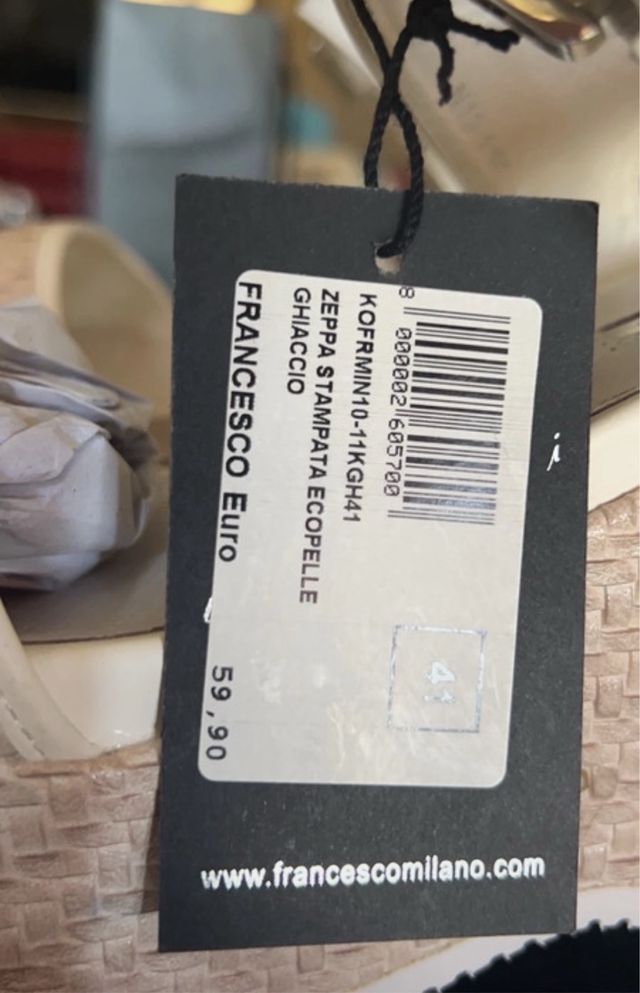 8 000002 605700
KOFRMIN10-11KGH41
ZEPPA STAMPATA ECOPELLE
GHIACCIO
41
FRANCESCO Euro 59,90
www.francescomilano.com